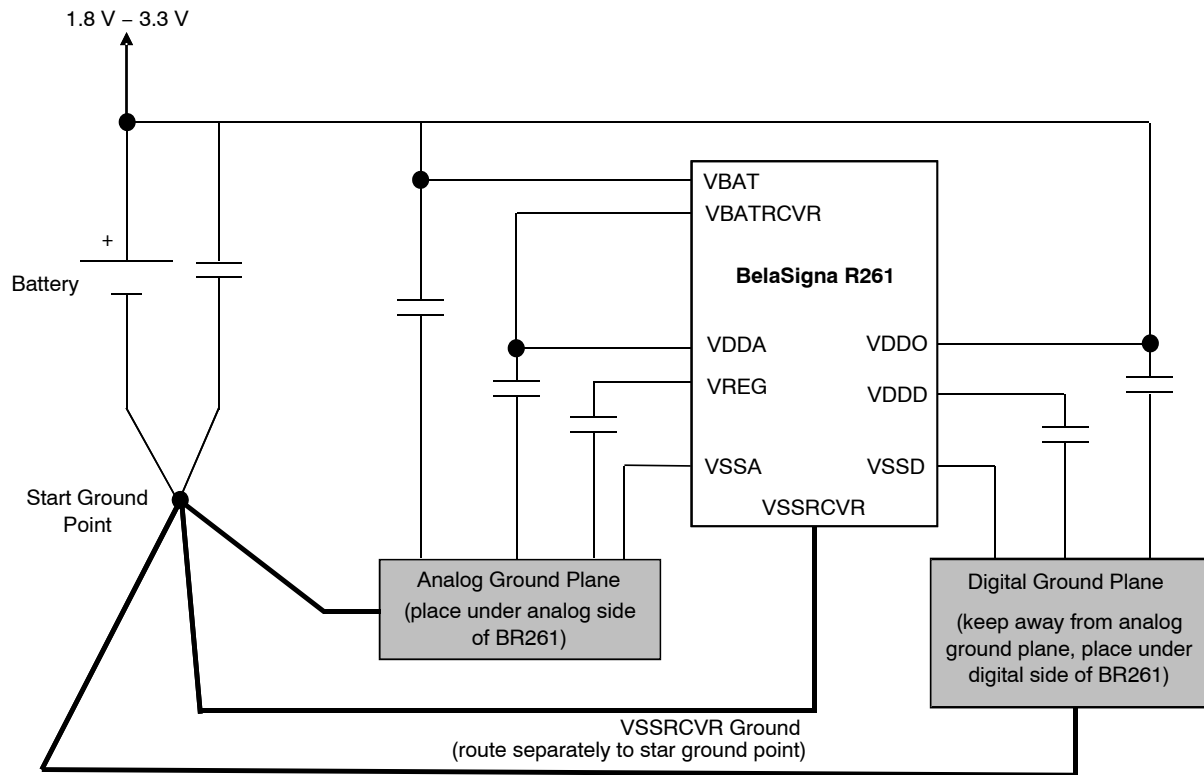 1.8 V – 3.3 V
+
Battery
Start Ground
Point
VBAT
VBATRCVR
BelaSigna R261
VDDA
VREG
VSSA
VDDO
VDDD
VSSD
VSSRCVR
Analog Ground Plane
(place under analog side
of BR261)
Digital Ground Plane
(keep away from analog
ground plane, place under
digital side of BR261)
VSSRCVR Ground
(route separately to star ground point)